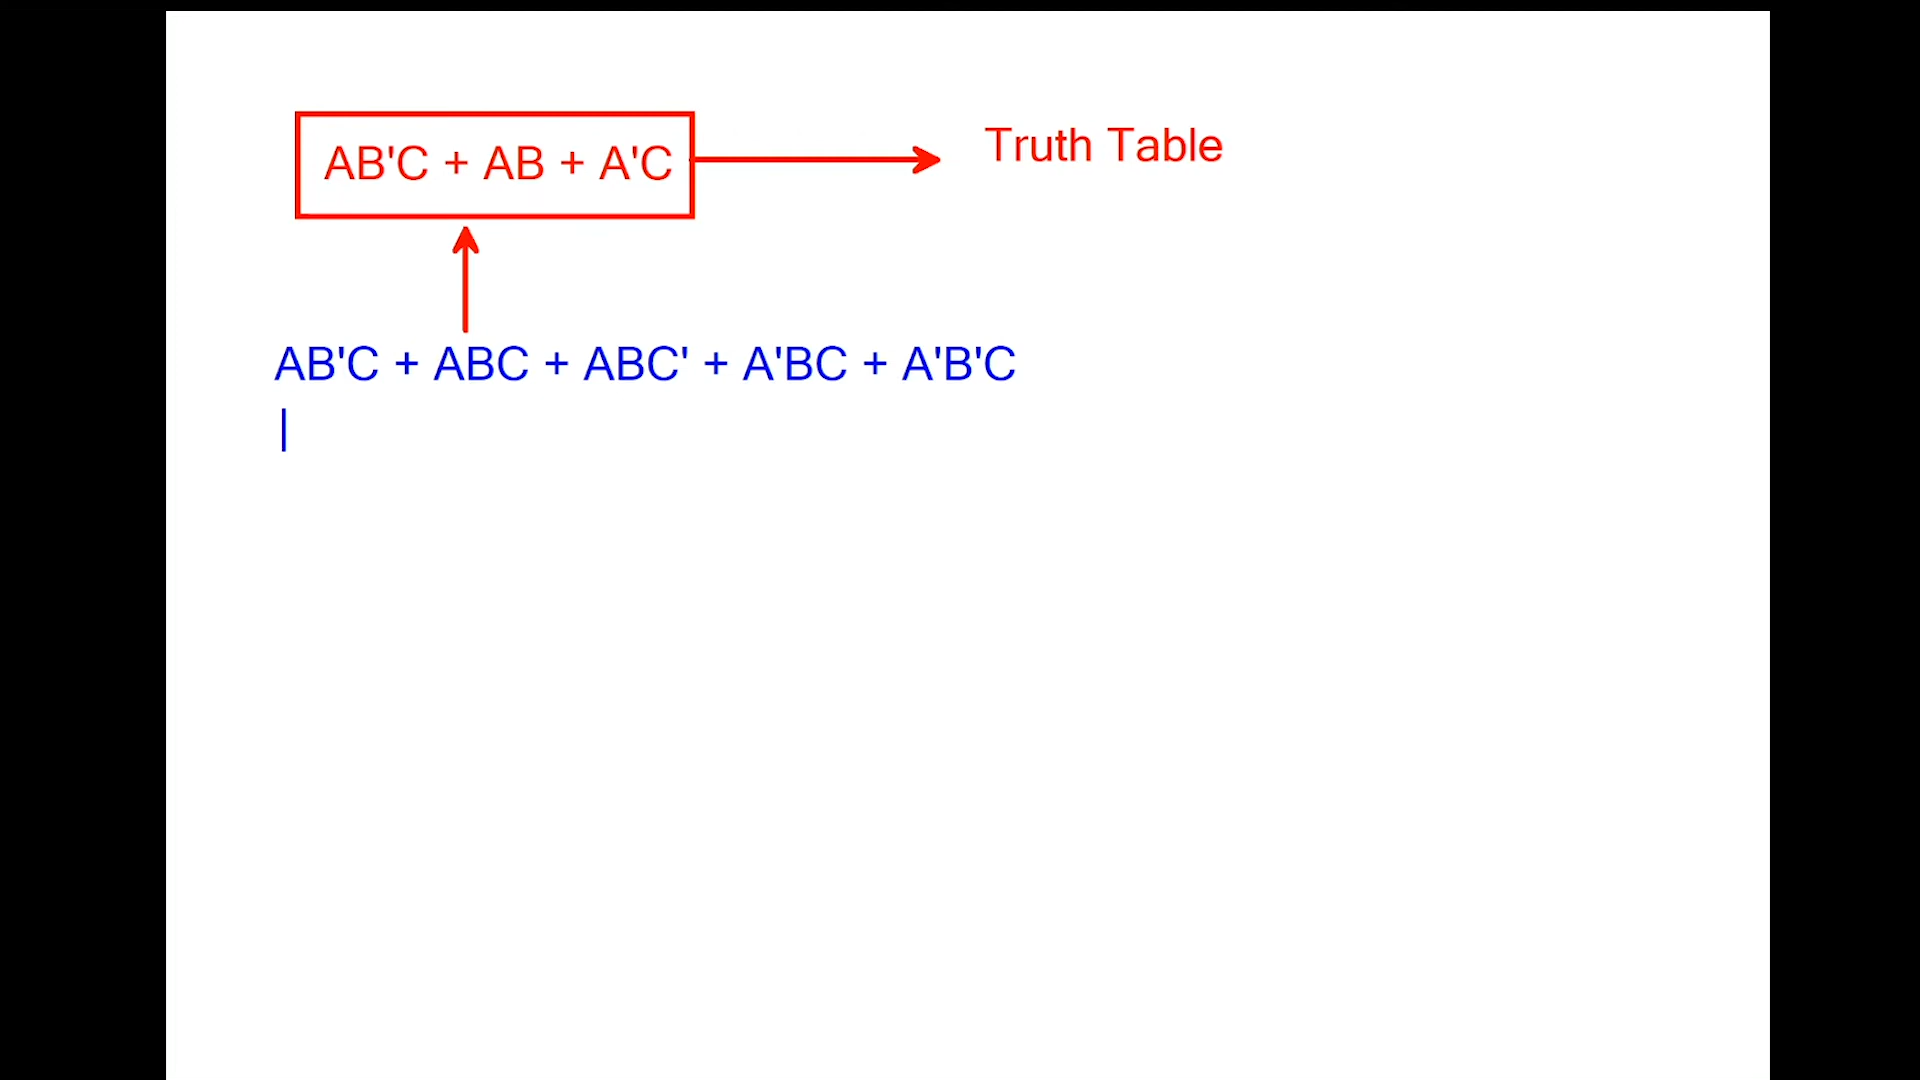 AB'C + AB + A'C
Truth Table
AB'C + ABC + ABC' + A'BC + A'B'C